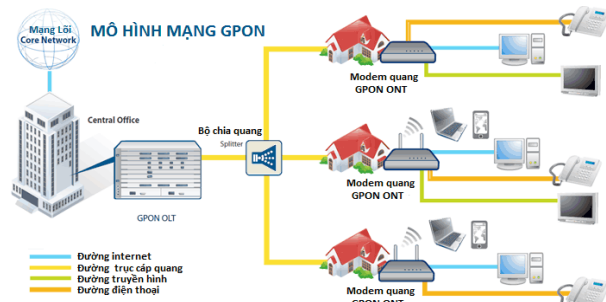 Mạng Lõi
Core Network
MÔ HÌNH MẠNG GPON
Central Office
GPON OLT
Bộ chia quang
Splitter
Modem quang
GPON ONT
Modem quang
GPON ONT
Modem quang
GPON ONT
Đường internet
Đường trục cáp quang
Đường truyền hình
Đường điện thoại